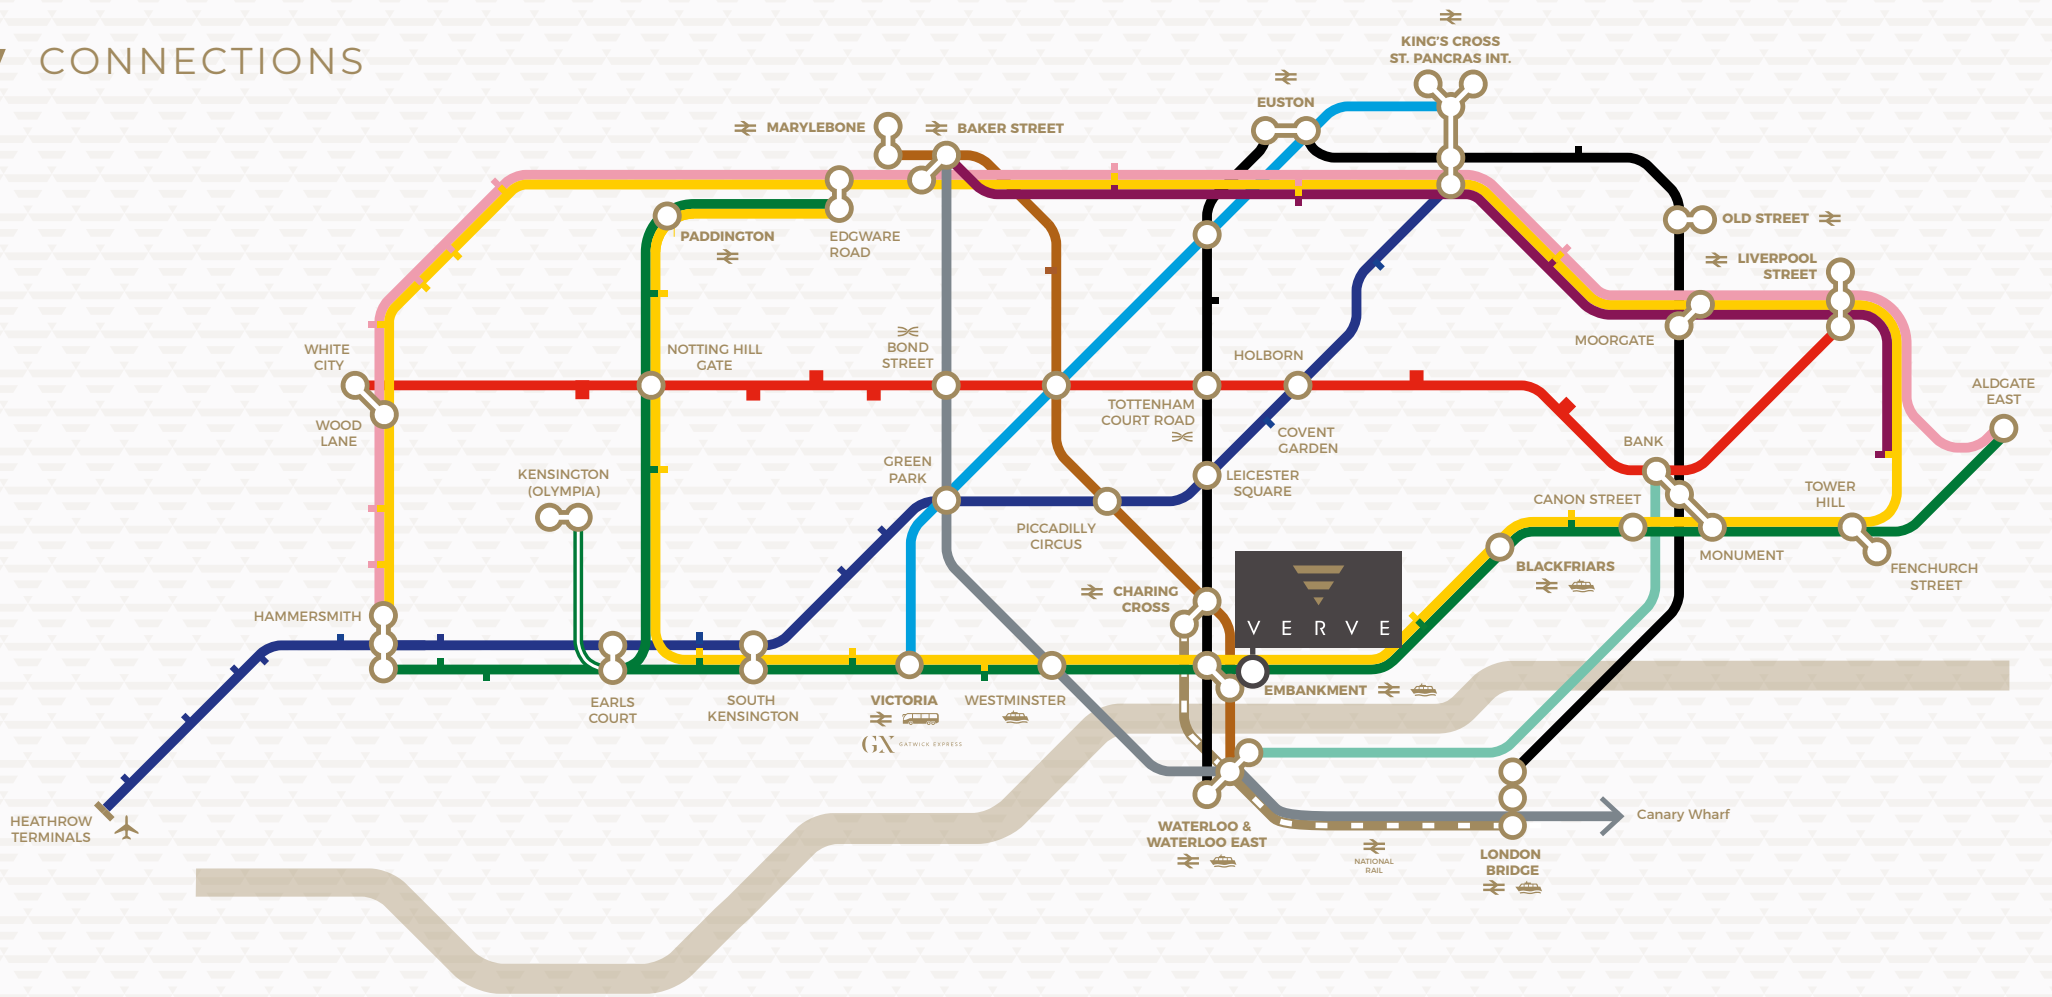 CONNECTIONS
KING'S CROSS
ST. PANCRAS INT.
EUSTON
MARYLEBONE
BAKER STREET
OLD STREET
PADDINGTON
EDGWARE
ROAD
LIVERPOOL
STREET
MOORGATE
WHITE
CITY
NOTTING HILL
GATE
BOND
STREET
HOLBORN
ALDGATE
EAST
WOOD
LANE
TOTTENHAM
COURT ROAD
COVENT
GARDEN
BANK
KENSINGTON
(OLYMPIA)
GREEN
PARK
LEICESTER
SQUARE
CANON STREET
TOWER
HILL
PICCADILLY
CIRCUS
MONUMENT
BLACKFRIARS
FENCHURCH
STREET
CHARING
CROSS
VERVE
HAMMERSMITH
EARLS
COURT
SOUTH
KENSINGTON
VICTORIA
WESTMINSTER
EMBANKMENT
GX GATWICK EXPRESS
HEATHROW
TERMINALS
WATERLOO &
WATERLOO EAST
NATIONAL
RAIL
LONDON
BRIDGE
Canary Wharf